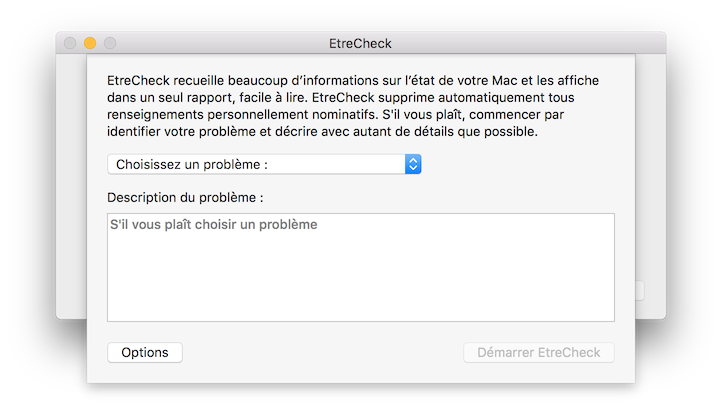 EtreCheck
EtreCheck recueille beaucoup d'informations sur l'état de votre Mac et les affiche
dans un seul rapport, facile à lire. EtreCheck supprime automatiquement tous
renseignements personnellement nominatifs. S'il vous plaît, commencer par
identifier votre problème et décrire avec autant de détails que possible.
Choisissez un problème :
Description du problème :
S'il vous plaît choisir un problème
Options
Démarrer EtreCheck